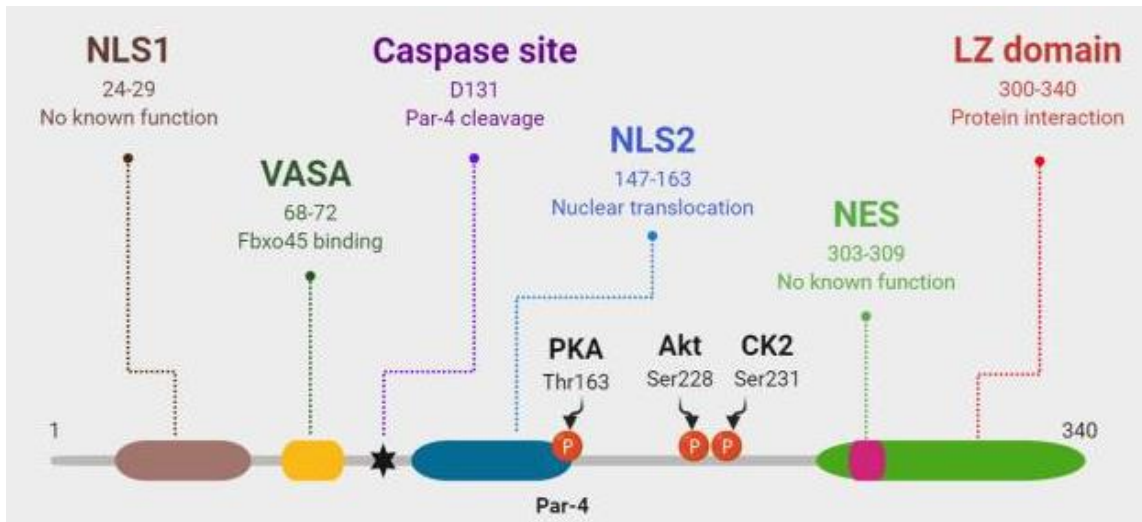 NLS1
24-29
No known function
Caspase site
D131
Par-4 cleavage
LZ domain
300-340
Protein interaction
VASA
68-72
Fbxo45 binding
NLS2
147-163
Nuclear translocation
NES
303-309
No known function
PKA
Thr163
Akt
Ser228
CK2
Ser231
1
P
P
P
340
Par-4